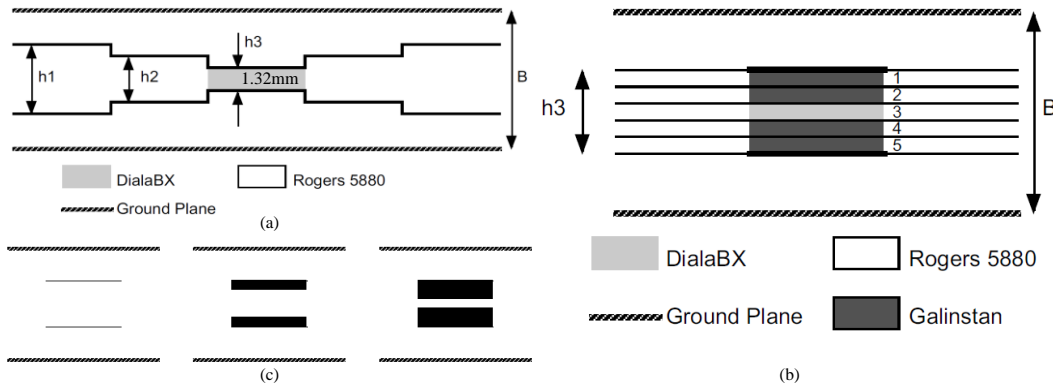 h1
h2
h3
1.32mm
B
DialaBX
Rogers 5880
Ground Plane
(a)
(c)
h3
1
2
3
4
5
B
DialaBX
Rogers 5880
Ground Plane
Galinstan
(b)